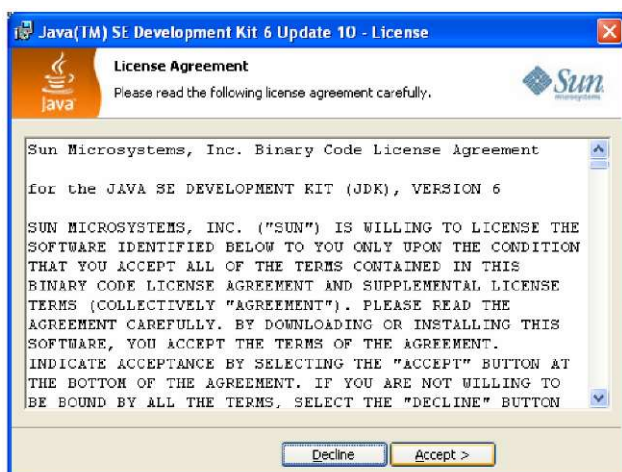 Java(TM) SE Development Kit 6 Update 10 - License
License Agreement
Please read the following license agreement carefully.
Java
Sun
microsystems
Sun Microsystems, Inc. Binary Code License Agreement
for the JAVA SE DEVELOPMENT KIT (JDK), VERSION 6
SUN MICROSYSTEMS, INC. ("SUN") IS WILLING TO LICENSE THE
SOFTWARE IDENTIFIED BELOW TO YOU ONLY UPON THE CONDITION
THAT YOU ACCEPT ALL OF THE TERMS CONTAINED IN THIS
BINARY CODE LICENSE AGREEMENT AND SUPPLEMENTAL LICENSE
TERMS (COLLECTIVELY "AGREEMENT"). PLEASE READ THE
AGREEMENT CAREFULLY. BY DOWNLOADING OR INSTALLING THIS
SOFTWARE, YOU ACCEPT THE TERMS OF THE AGREEMENT.
INDICATE ACCEPTANCE BY SELECTING THE "ACCEPT" BUTTON AT
THE BOTTOM OF THE AGREEMENT. IF YOU ARE NOT WILLING TO
BE BOUND BY ALL THE TERMS, SELECT THE "DECLINE" BUTTON
Decline
Accept >